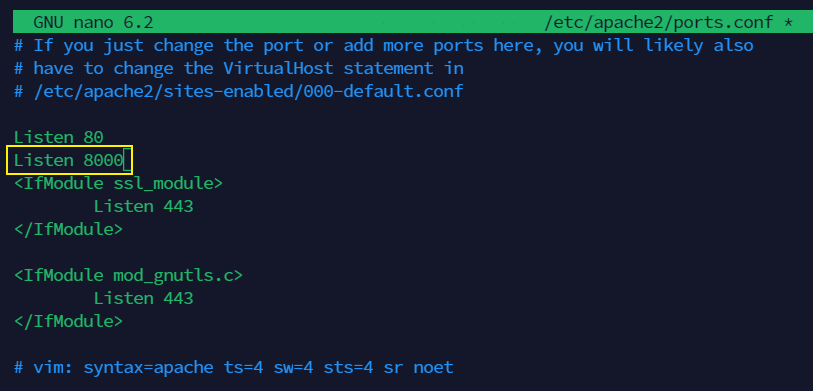 GNU nano 6.2 /etc/apache2/ports.conf *
# If you just change the port or add more ports here, you will likely also
# have to change the VirtualHost statement in
# /etc/apache2/sites-enabled/000-default.conf
Listen 80
Listen 8000
<IfModule ssl_module>
        Listen 443
</IfModule>
<IfModule mod_gnutls.c>
        Listen 443
</IfModule>
# vim: syntax=apache ts=4 sw=4 sts=4 sr noet